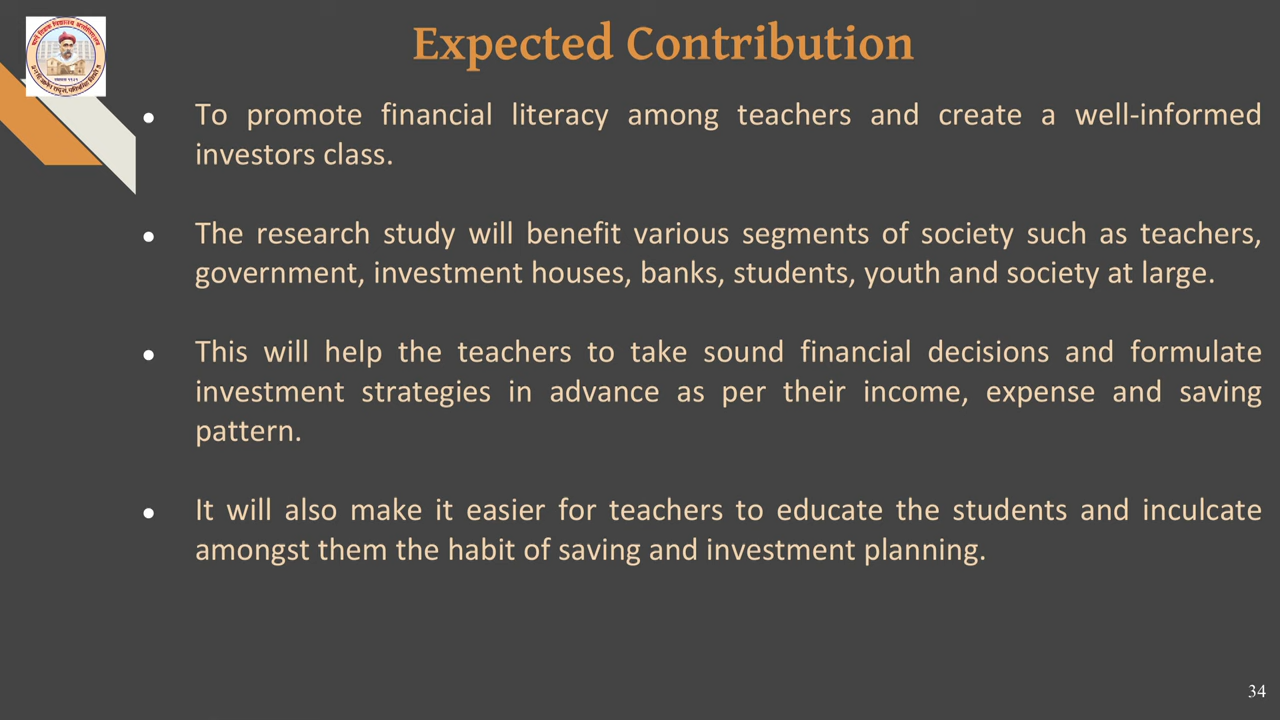 Expected Contribution
• To promote financial literacy among teachers and create a well-informed
investors class.
• The research study will benefit various segments of society such as teachers,
government, investment houses, banks, students, youth and society at large.
• This will help the teachers to take sound financial decisions and formulate
investment strategies in advance as per their income, expense and saving
pattern.
• It will also make it easier for teachers to educate the students and inculcate
amongst them the habit of saving and investment planning.
34